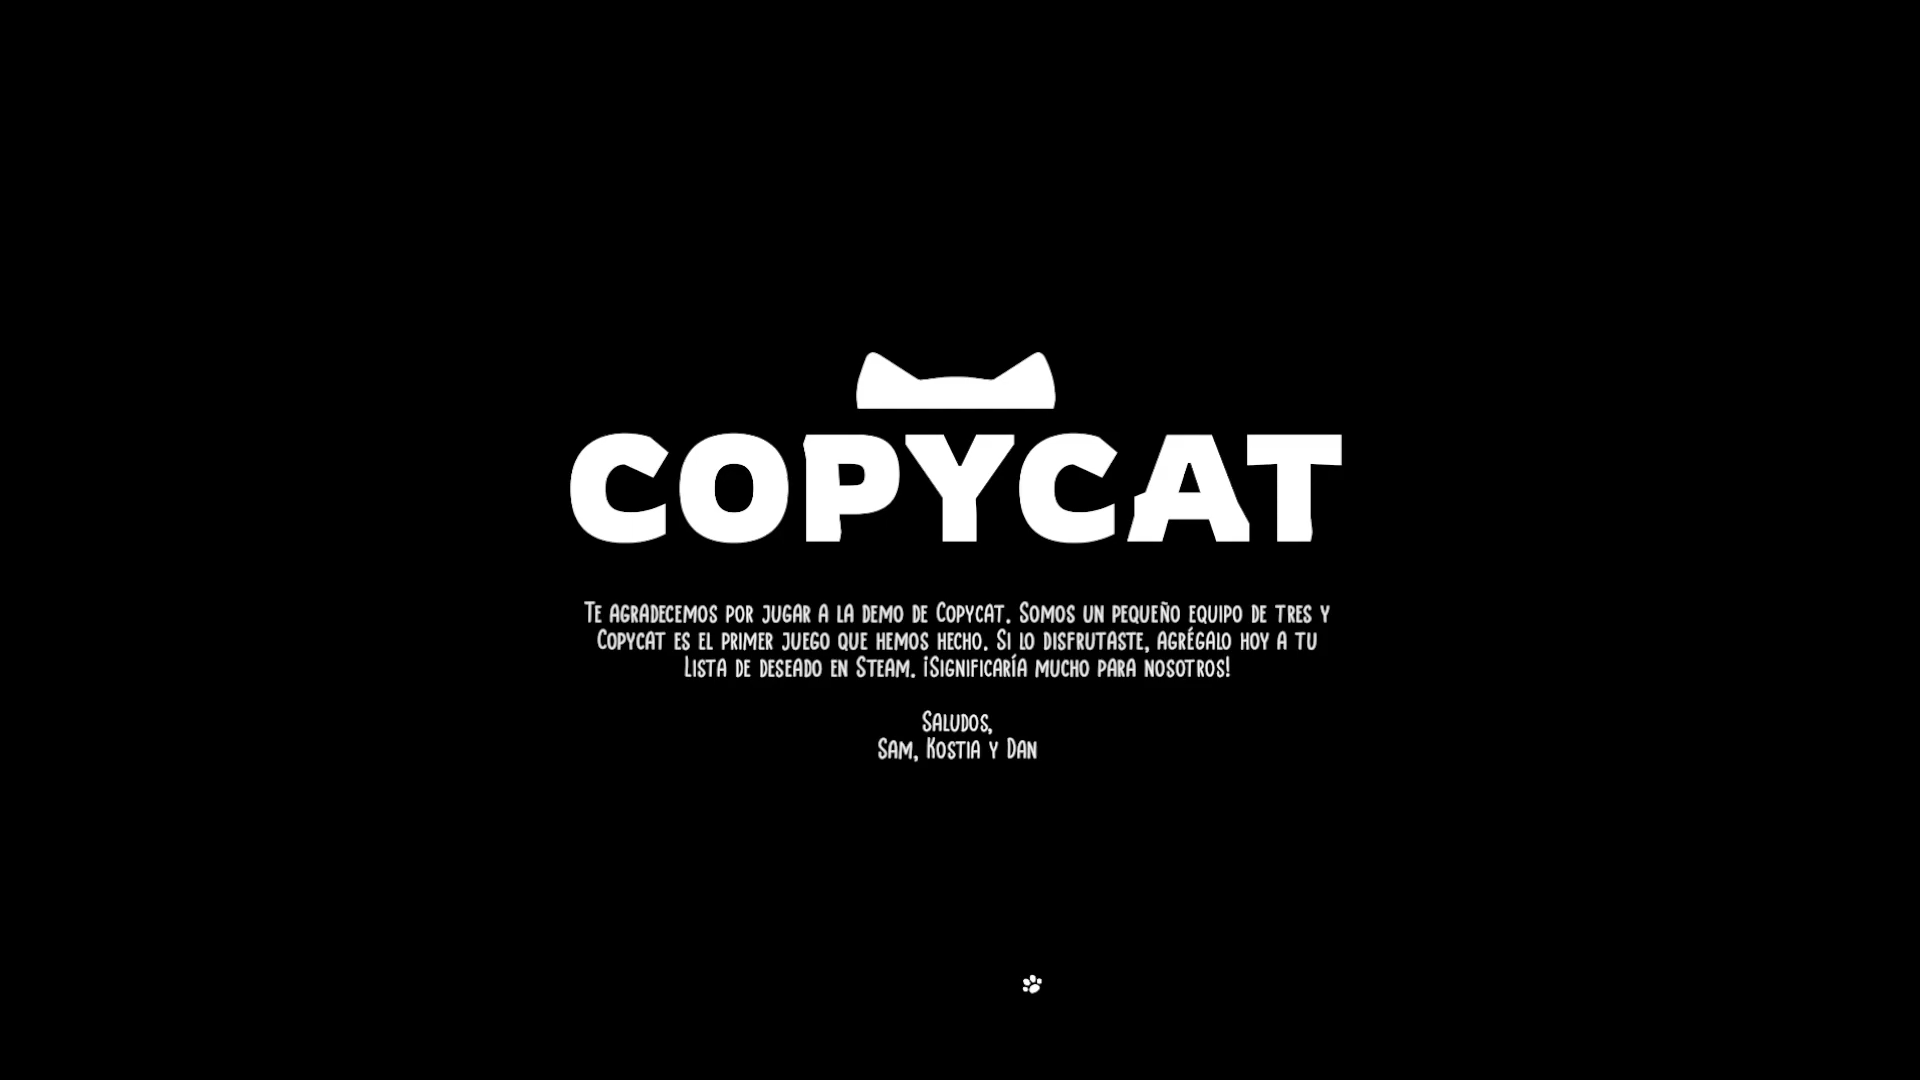 COPYCAT
Te agradecemos por jugar a la demo de Copycat. Somos un pequeño equipo de tres y
Copycat es el primer juego que hemos hecho. Si lo disfrutaste, agrégalo hoy a tu
Lista de deseado en Steam. ¡Significaría mucho para nosotros!
Saludos,
Sam, Kostia y Dan